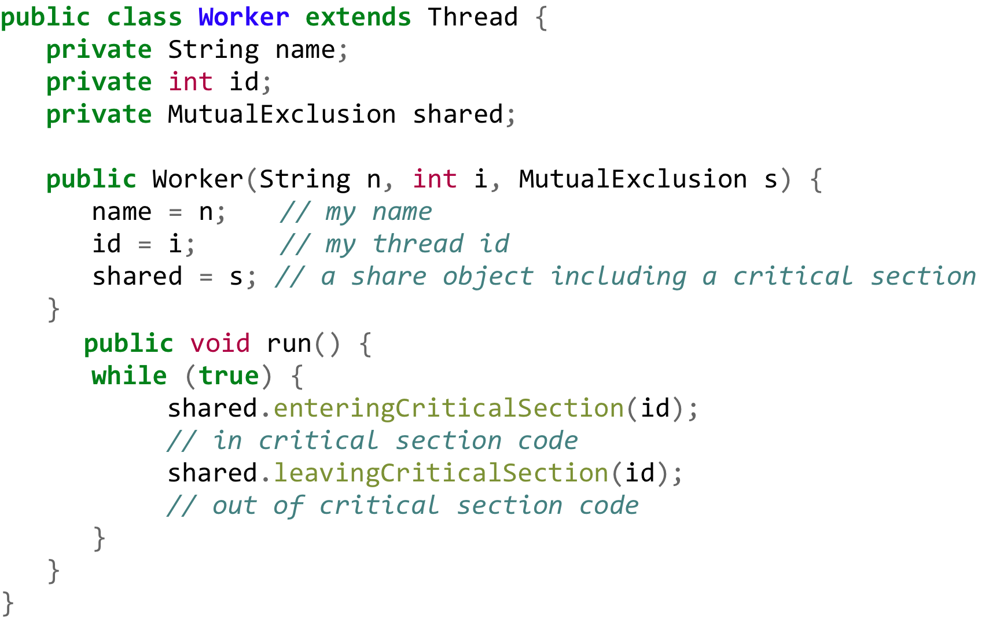 public class Worker extends Thread {
   private String name;
   private int id;
   private MutualExclusion shared;

   public Worker(String n, int i, MutualExclusion s) {
      name = n;   // my name
      id = i;     // my thread id
      shared = s; // a share object including a critical section
   }
     public void run() {
      while (true) {
           shared.enteringCriticalSection(id);
           // in critical section code
           shared.leavingCriticalSection(id);
           // out of critical section code
      }
   }
}